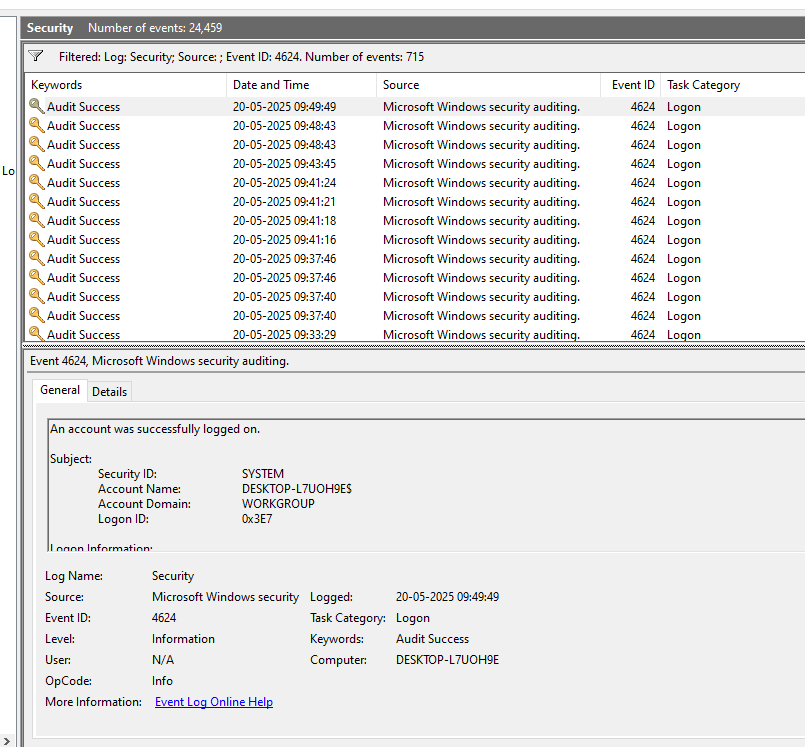 Security Number of events: 24,459
Filtered: Log: Security; Source: ; Event ID: 4624. Number of events: 715
Keywords Date and Time Source Event ID Task Category
Audit Success 20-05-2025 09:49:49 Microsoft Windows security auditing. 4624 Logon
Audit Success 20-05-2025 09:48:43 Microsoft Windows security auditing. 4624 Logon
Audit Success 20-05-2025 09:48:43 Microsoft Windows security auditing. 4624 Logon
Lo
Audit Success 20-05-2025 09:43:45 Microsoft Windows security auditing. 4624 Logon
Audit Success 20-05-2025 09:41:24 Microsoft Windows security auditing. 4624 Logon
Audit Success 20-05-2025 09:41:21 Microsoft Windows security auditing. 4624 Logon
Audit Success 20-05-2025 09:41:18 Microsoft Windows security auditing. 4624 Logon
Audit Success 20-05-2025 09:41:16 Microsoft Windows security auditing. 4624 Logon
Audit Success 20-05-2025 09:37:46 Microsoft Windows security auditing. 4624 Logon
Audit Success 20-05-2025 09:37:46 Microsoft Windows security auditing. 4624 Logon
Audit Success 20-05-2025 09:37:40 Microsoft Windows security auditing. 4624 Logon
Audit Success 20-05-2025 09:37:40 Microsoft Windows security auditing. 4624 Logon
Audit Success 20-05-2025 09:33:29 Microsoft Windows security auditing. 4624 Logon
Event 4624, Microsoft Windows security auditing.
General Details
An account was successfully logged on.
Subject:
Security ID: SYSTEM
Account Name: DESKTOP-L7UOH9E$
Account Domain: WORKGROUP
Logon ID: 0x3E7
Logon Information:
Log Name: Security
Source: Microsoft Windows security Logged: 20-05-2025 09:49:49
Event ID: 4624 Task Category: Logon
Level: Information Keywords: Audit Success
User: N/A Computer: DESKTOP-L7UOH9E
OpCode: Info
More Information: Event Log Online Help